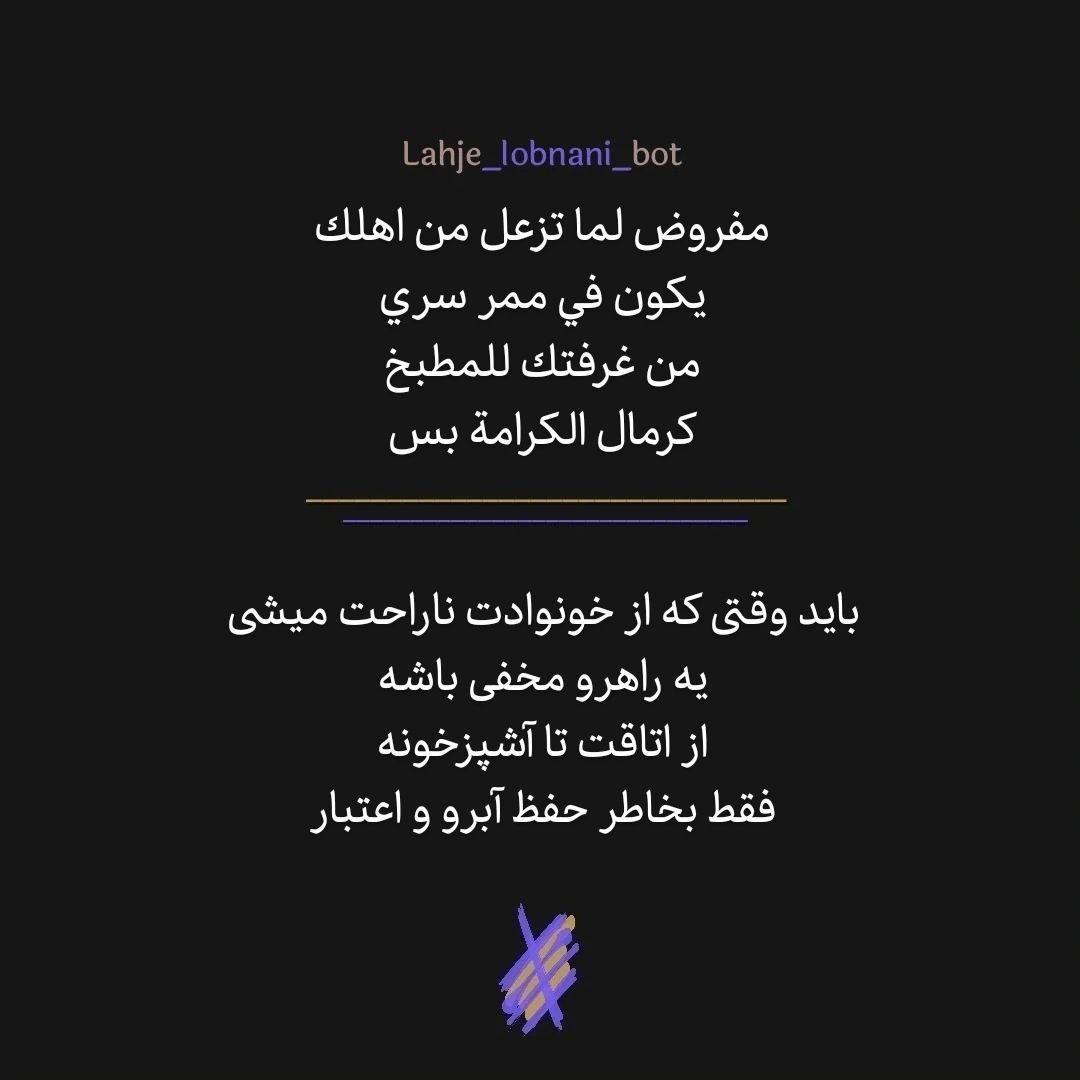 Lahje_lobnani_bot
مفروض لما تزعل من اهلك
يكون في ممر سري
من غرفتك للمطبخ
كرمال الكرامة بس
باید وقتی که از خونوادت ناراحت میشی
یه راهرو مخفی باشه
از اتاقت تا آشپزخونه
فقط بخاطر حفظ آبرو و اعتبار